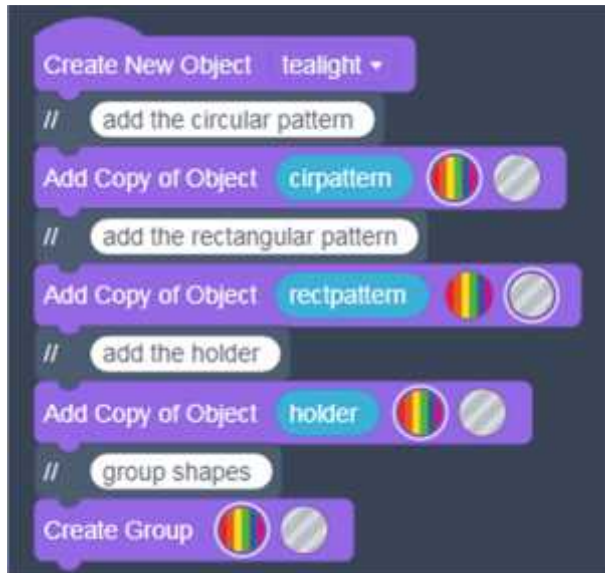 Create New Object tealight
// add the circular pattern
Add Copy of Object cirpattern
// add the rectangular pattern
Add Copy of Object rectpattern
// add the holder
Add Copy of Object holder
// group shapes
Create Group